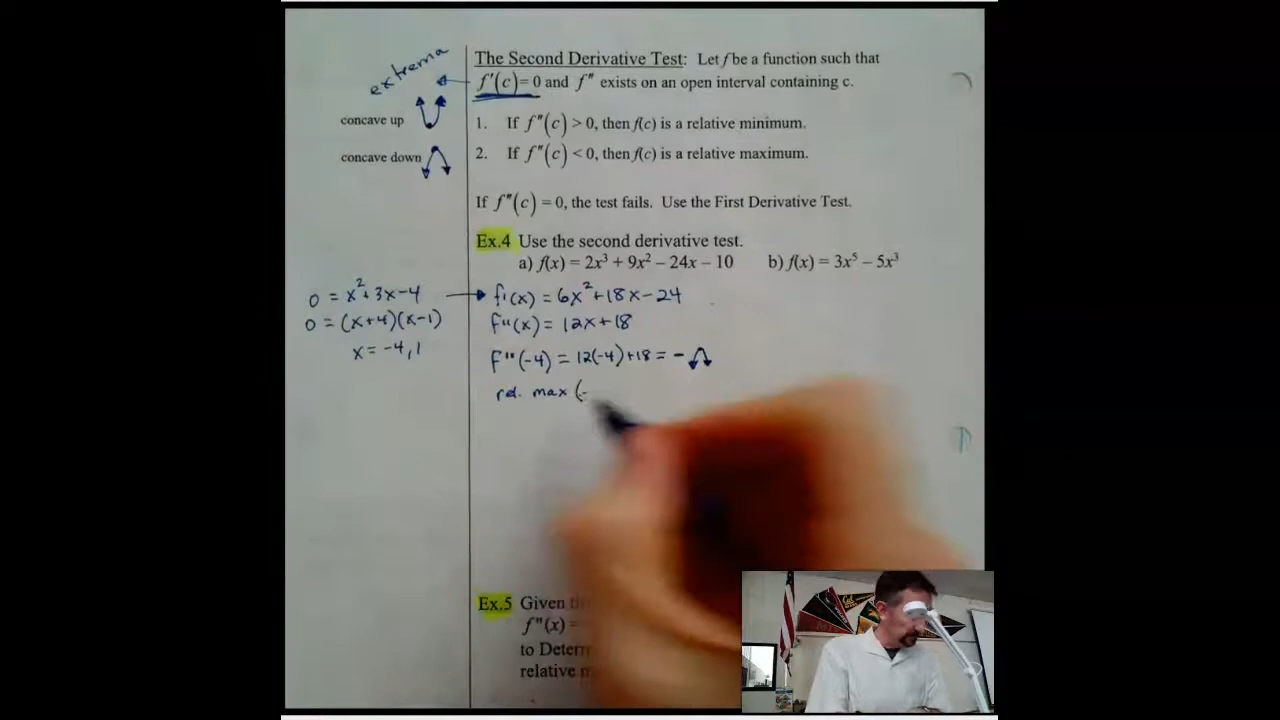 extrema
The Second Derivative Test: Let f be a function such that
f'(c) = 0 and f" exists on an open interval containing c.
concave up
1. If f"(c) > 0, then f(c) is a relative minimum.
concave down
2. If f"(c) < 0, then f(c) is a relative maximum.
If f"(c) = 0, the test fails. Use the First Derivative Test.
Ex.4 Use the second derivative test.
a) f(x) = 2x³ + 9x² – 24x – 10 b) f(x) = 3x⁵ – 5x³
0 = x²+3x-4
0 = (x+4)(x-1)
x = -4,1
f'(x) = 6x²+18x-24
f"(x) = 12x+18
f"(-4) = 12(-4)+18 = -
rel. max (-
Ex.5 Given
f"(x) =
to
relative